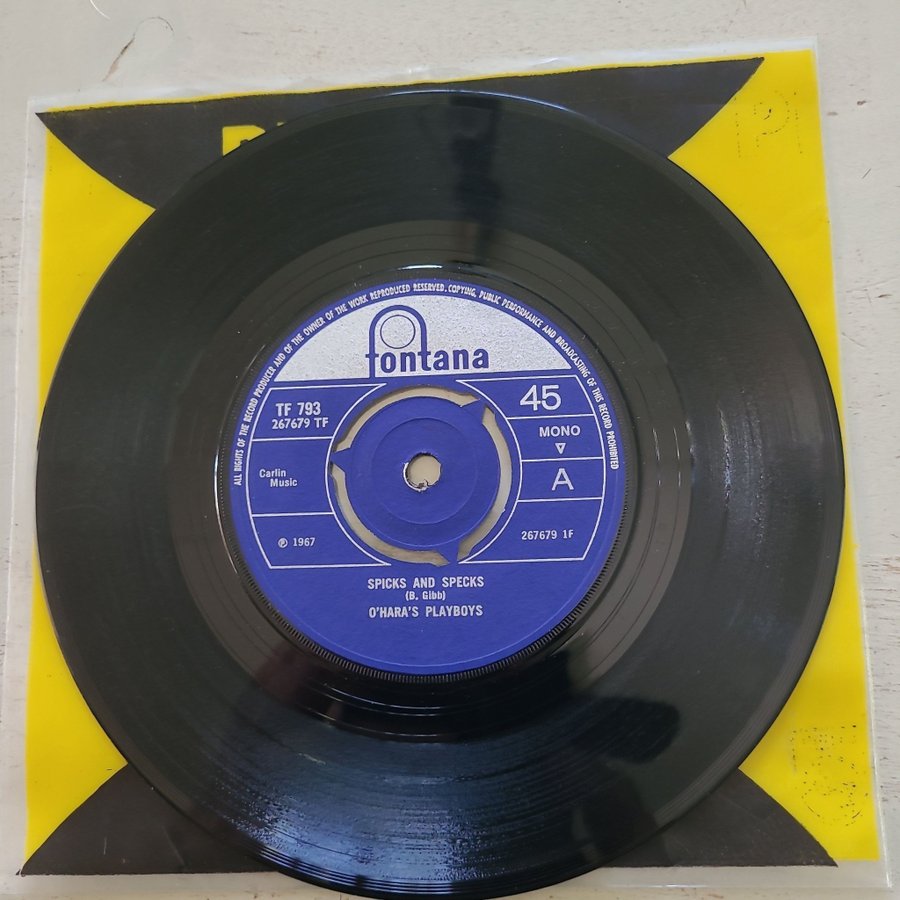 ALL RIGHTS OF THE RECORD PRODUCER AND OF THE OWNER OF THE WORK REPRODUCED RESERVED. COPYING, PUBLIC PERFORMANCE AND BROADCASTING OF THIS RECORD PROHIBITED
fontana
TF 793
267679 TF
45
MONO
A
Carlin
Music
℗ 1967
267679 1F
SPICKS AND SPECKS
(B. Gibb)
O'HARA'S PLAYBOYS